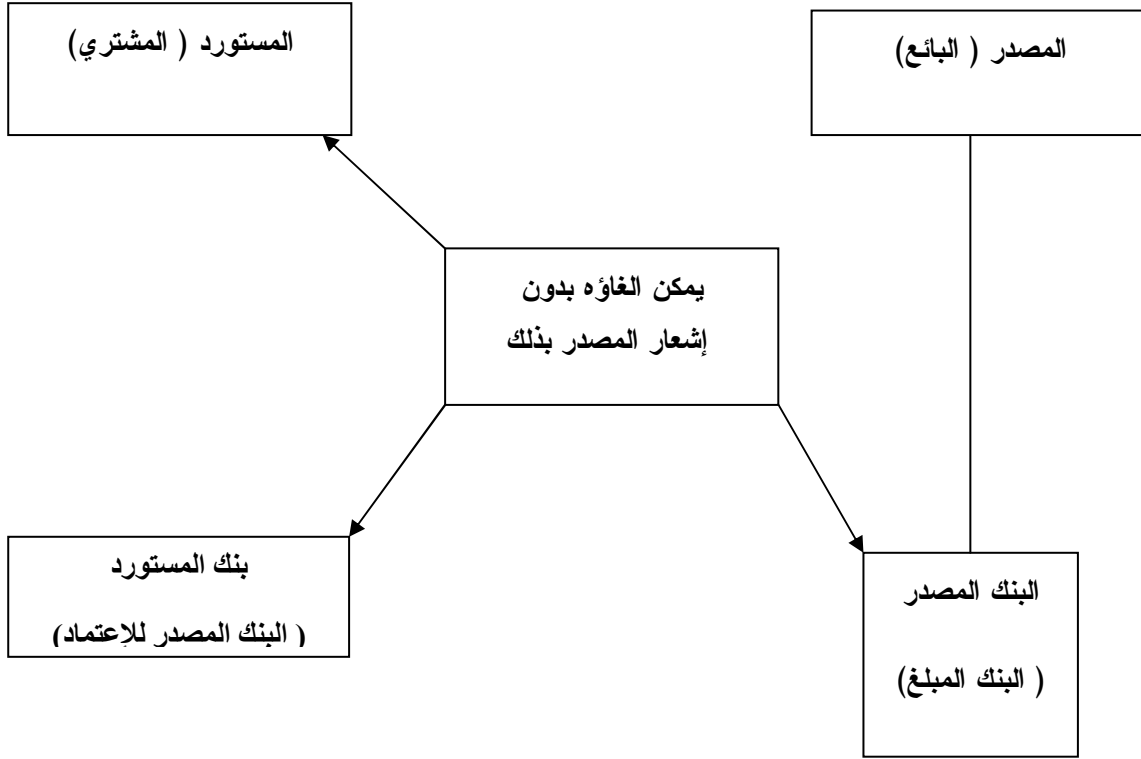 المصدر ( البائع)
المستورد ( المشتري)
يمكن الغاؤه بدون
إشعار المصدر بذلك
البنك المصدر
( البنك المبلغ)
بنك المستورد
( البنك المصدر للإعتماد)